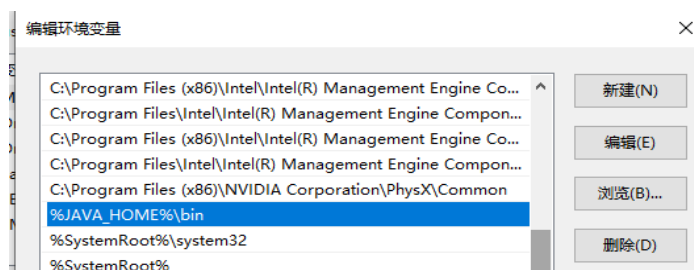 编辑环境变量
C:\Program Files (x86)\Intel\Intel(R) Management Engine Co...
新建(N)
C:\Program Files\Intel\Intel(R) Management Engine Compon...
C:\Program Files (x86)\Intel\Intel(R) Management Engine Co...
编辑(E)
C:\Program Files\Intel\Intel(R) Management Engine Compon...
C:\Program Files (x86)\NVIDIA Corporation\PhysX\Common
浏览(B)...
%JAVA_HOME%\bin
%SystemRoot%\system32
删除(D)
%SystemRoot%